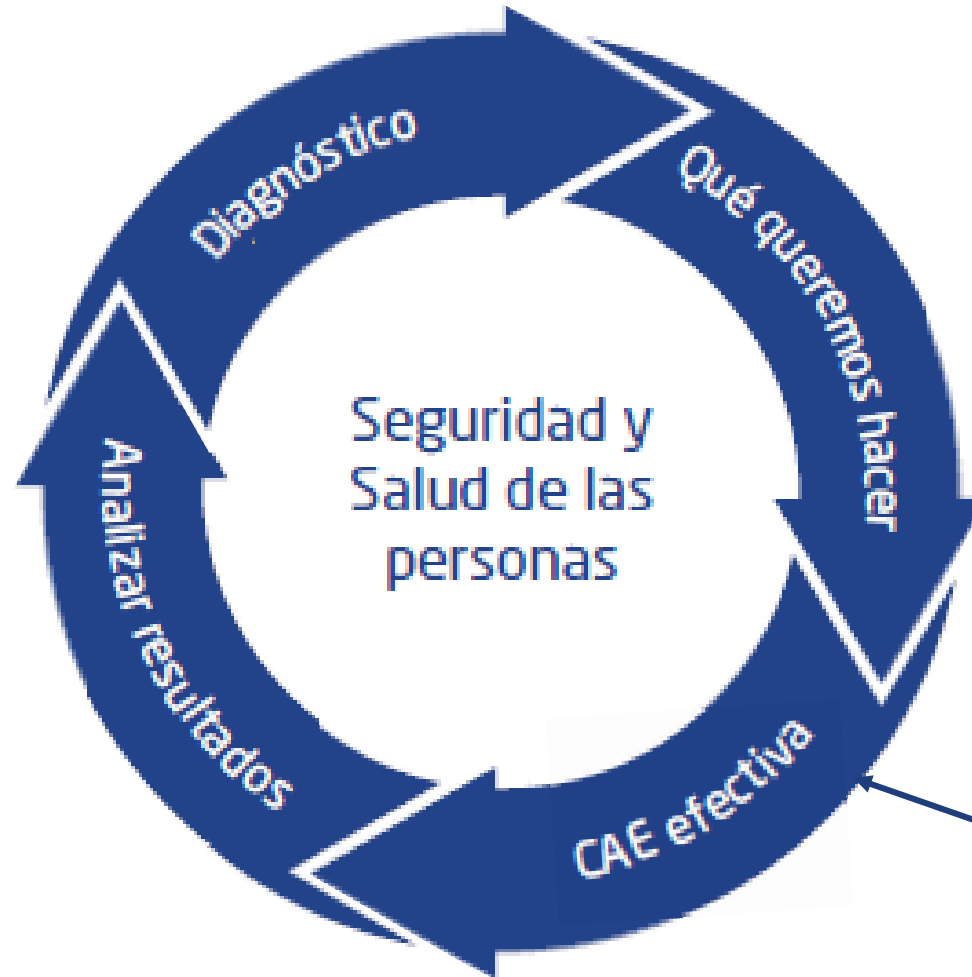 Diagnóstico
Qué queremos hacer
CAE efectiva
Analizar resultados
Seguridad y
Salud de las
personas